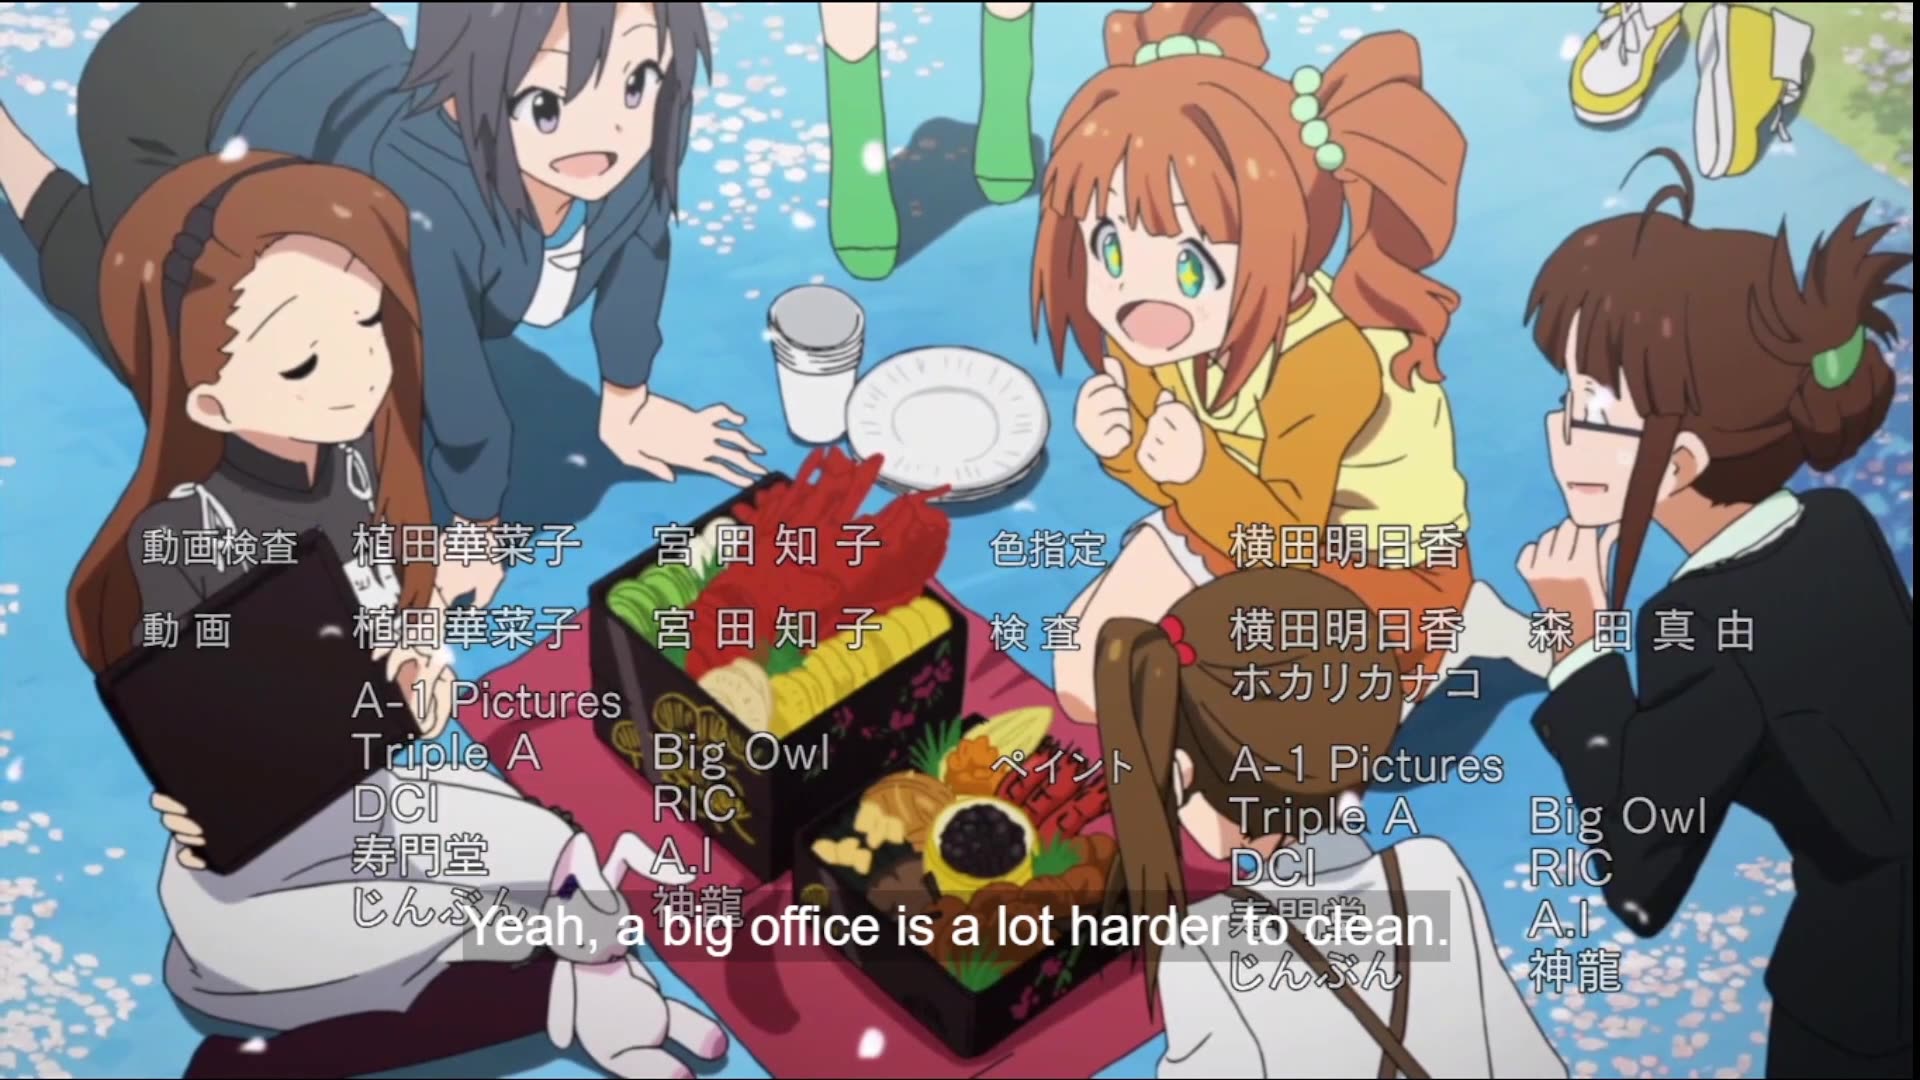 動画検査 植田華菜子 宮田知子 色指定 横田明日香
動画 植田華菜子 宮田知子 検査 横田明日香 森田真由
ホカリカナコ
A-1 Pictures
Triple A Big Owl ペイント A-1 Pictures
DCI RIC Triple A Big Owl
寿門堂 A.I DCI RIC
じんぶん 神龍 寿門堂 A.I
じんぶん 神龍
Yeah, a big office is a lot harder to clean.